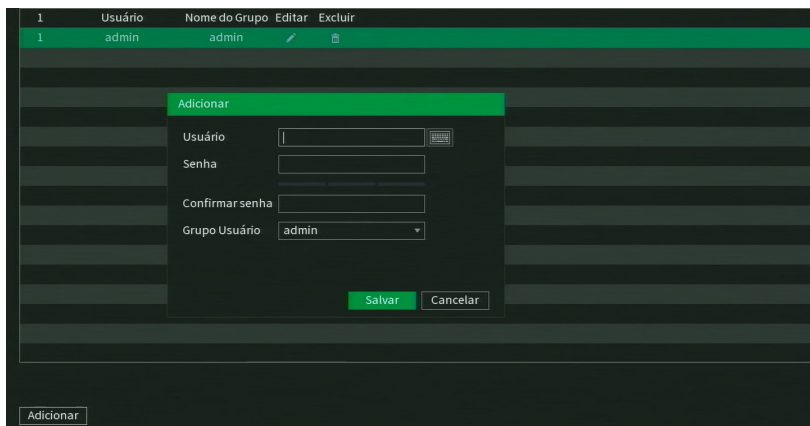 1 Usuário Nome do Grupo Editar Excluir
1 admin admin
Adicionar
Usuário
Senha
Confirmar senha
Grupo Usuário admin
Salvar Cancelar
Adicionar